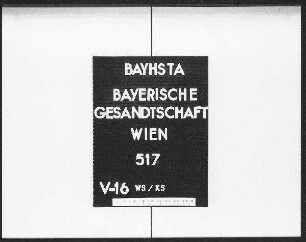 BAYHSTA
BAYERISCHE
GESANDTSCHAFT
WIEN
517
V-16 WS/KS